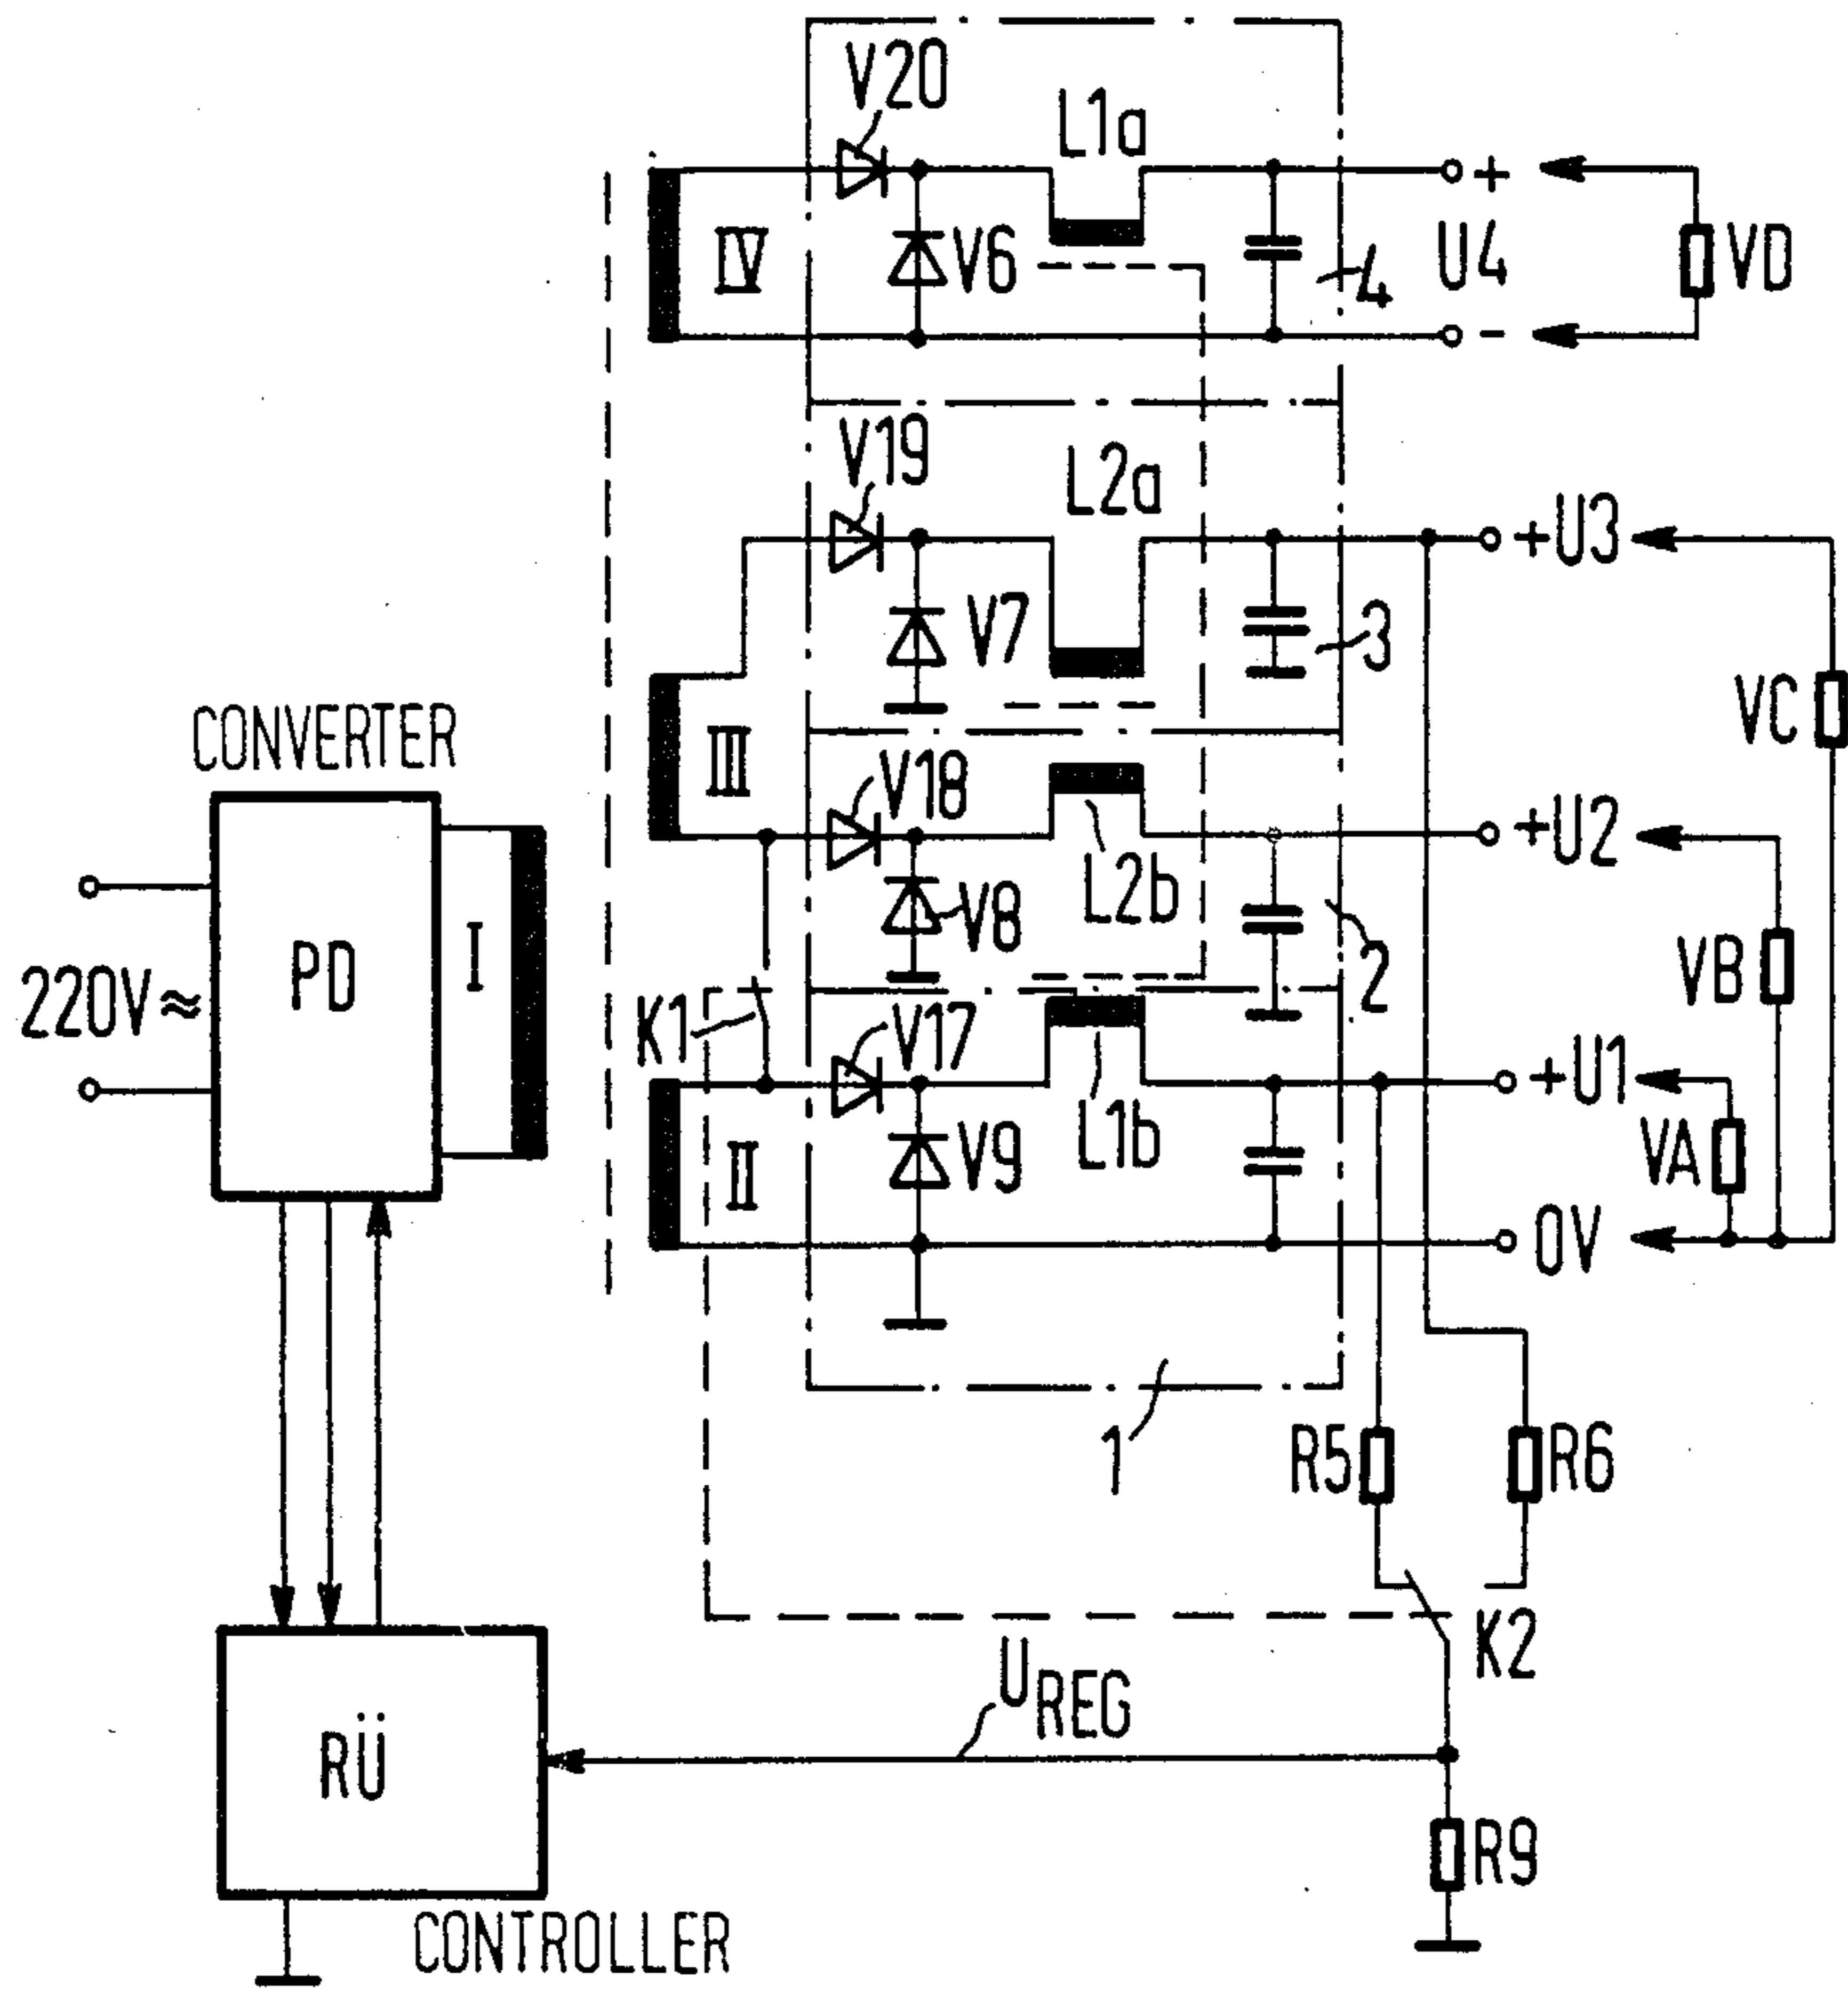 V20
L1a
IV
V6
4
+
U4
-
VD
V19
L2a
+U3
V7
3
VC
CONVERTER
III
V18
+U2
L2b
V8
2
VB
PD
I
220V≈
K1
V17
+U1
L1b
II
V9
VA
0V
1
R5
R6
K2
UREG
RÜ
R9
CONTROLLER